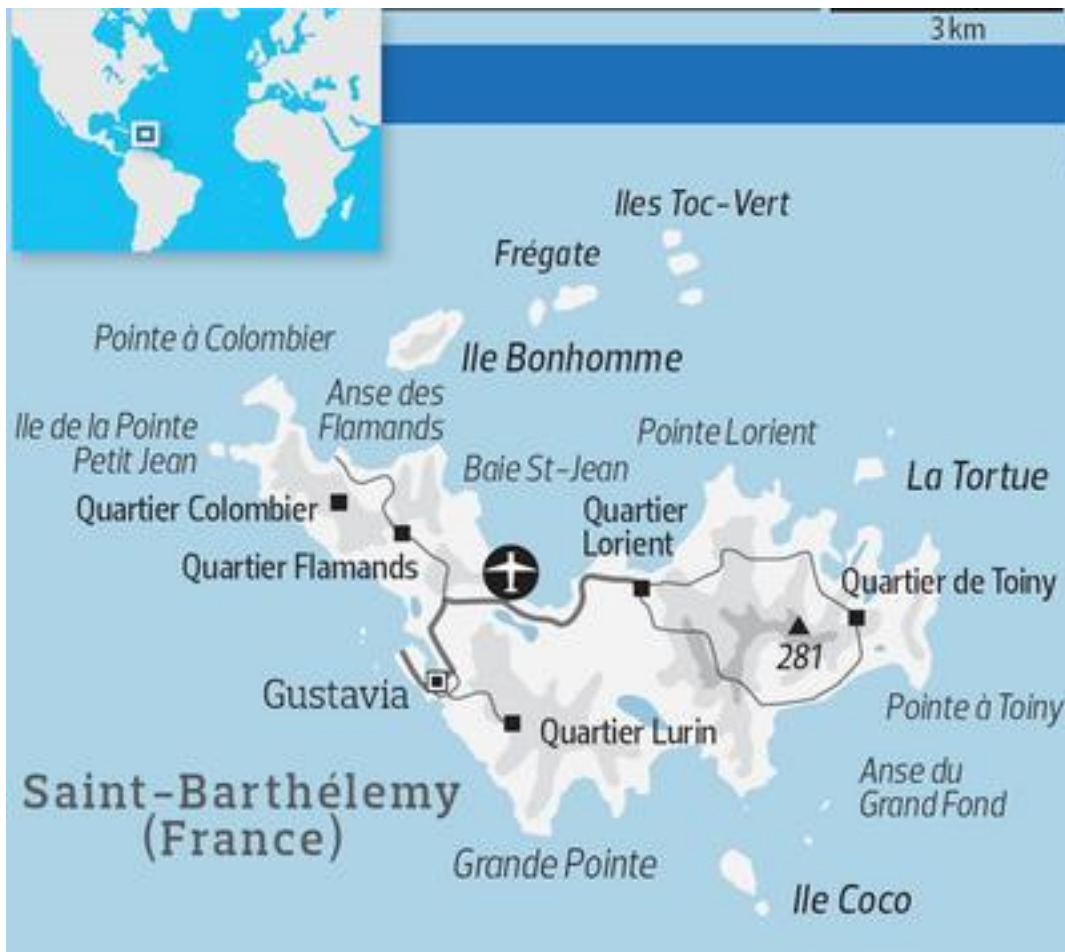 3 km
Iles Toc-Vert
Frégate
Pointe à Colombier
Ile Bonhomme
Anse des
Flamands
Ile de la Pointe
Petit Jean
Pointe Lorient
Baie St-Jean
La Tortue
Quartier Colombier
Quartier
Lorient
Quartier Flamands
Quartier de Toiny
281
Gustavia
Pointe à Toiny
Quartier Lurin
Anse du
Grand Fond
Saint-Barthélemy
(France)
Grande Pointe
Ile Coco